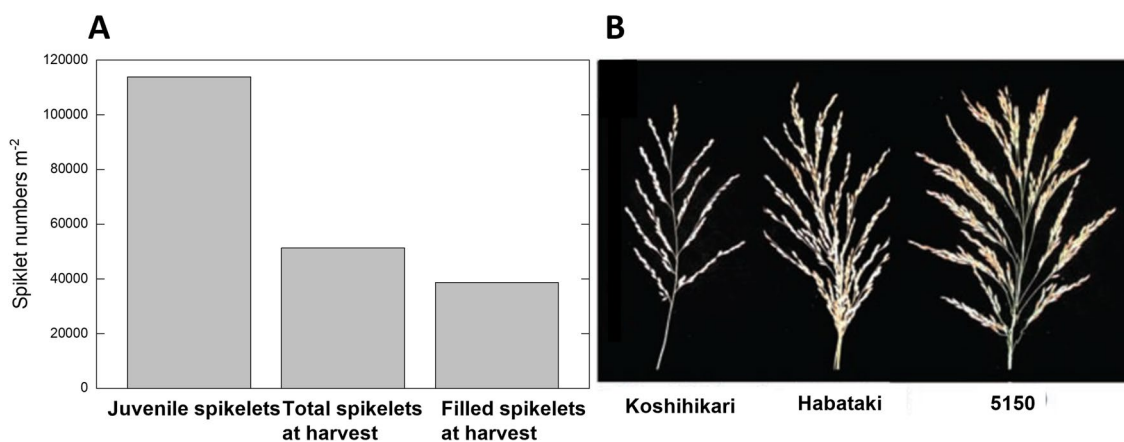 A
B
120000
100000
80000
60000
40000
20000
0
Spiklet numbers m⁻²
Juvenile spikelets
Total spikelets
at harvest
Filled spikelets
at harvest
Koshihikari
Habataki
5150